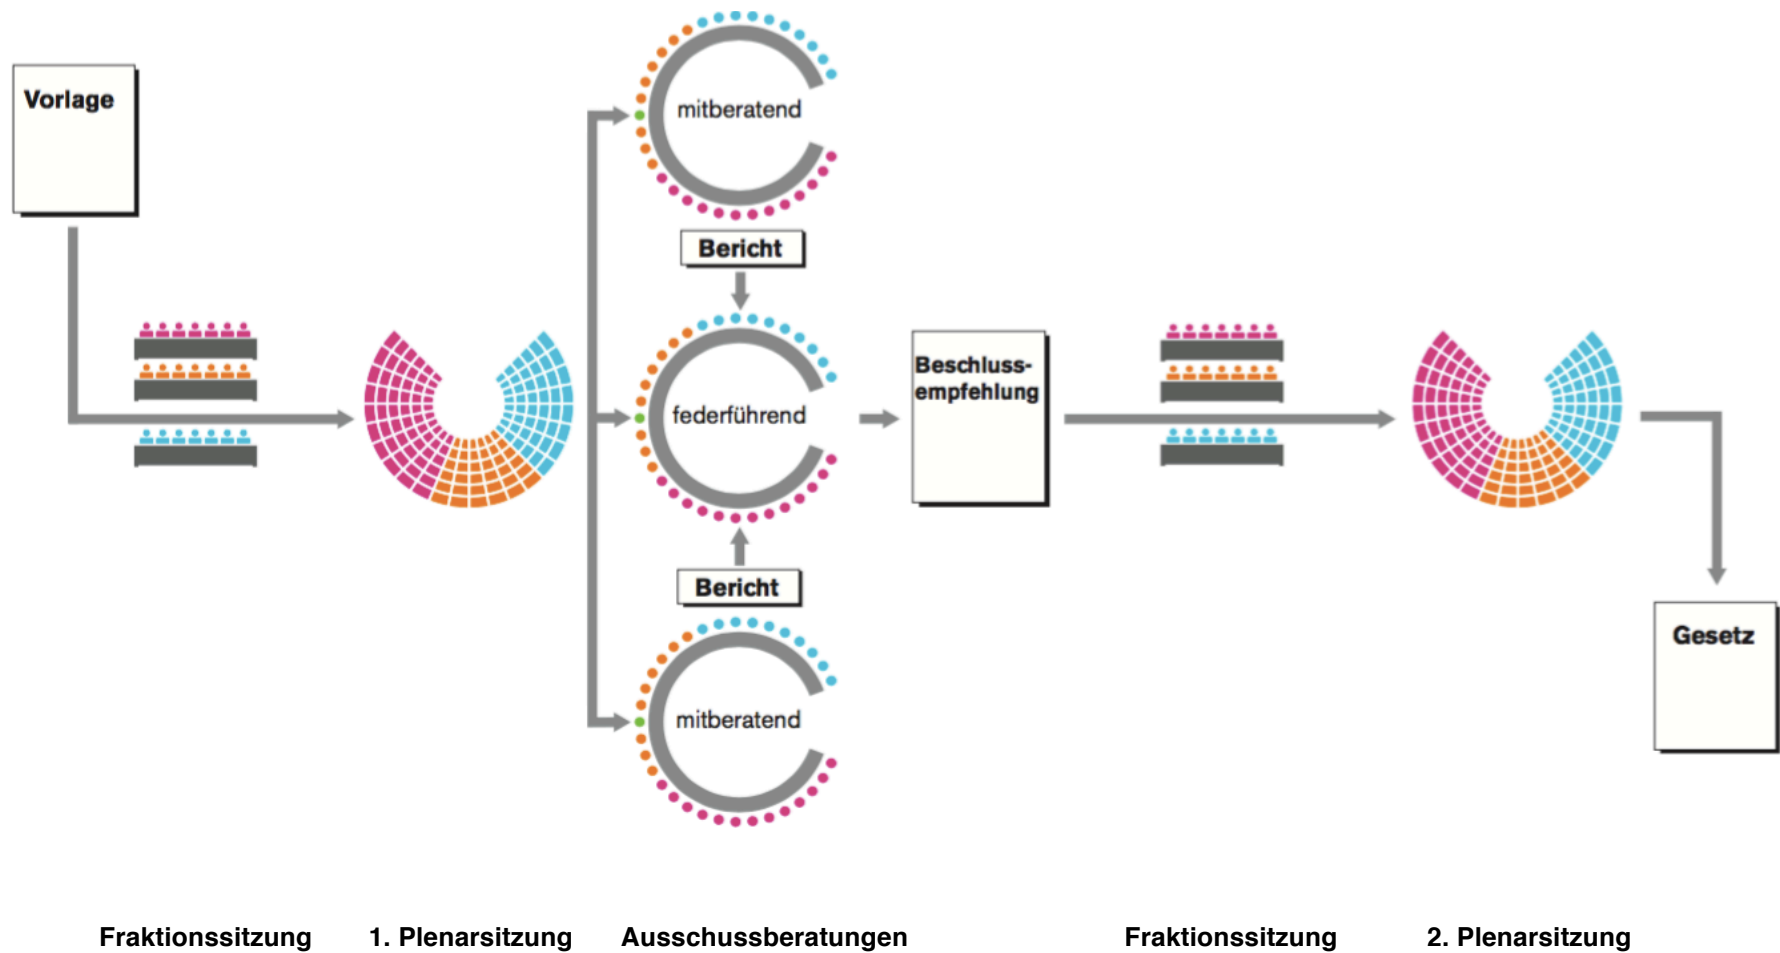 Vorlage
mitberatend
Bericht
federführend
Bericht
mitberatend
Beschluss-
empfehlung
Gesetz
Fraktionssitzung
1. Plenarsitzung
Ausschussberatungen
Fraktionssitzung
2. Plenarsitzung